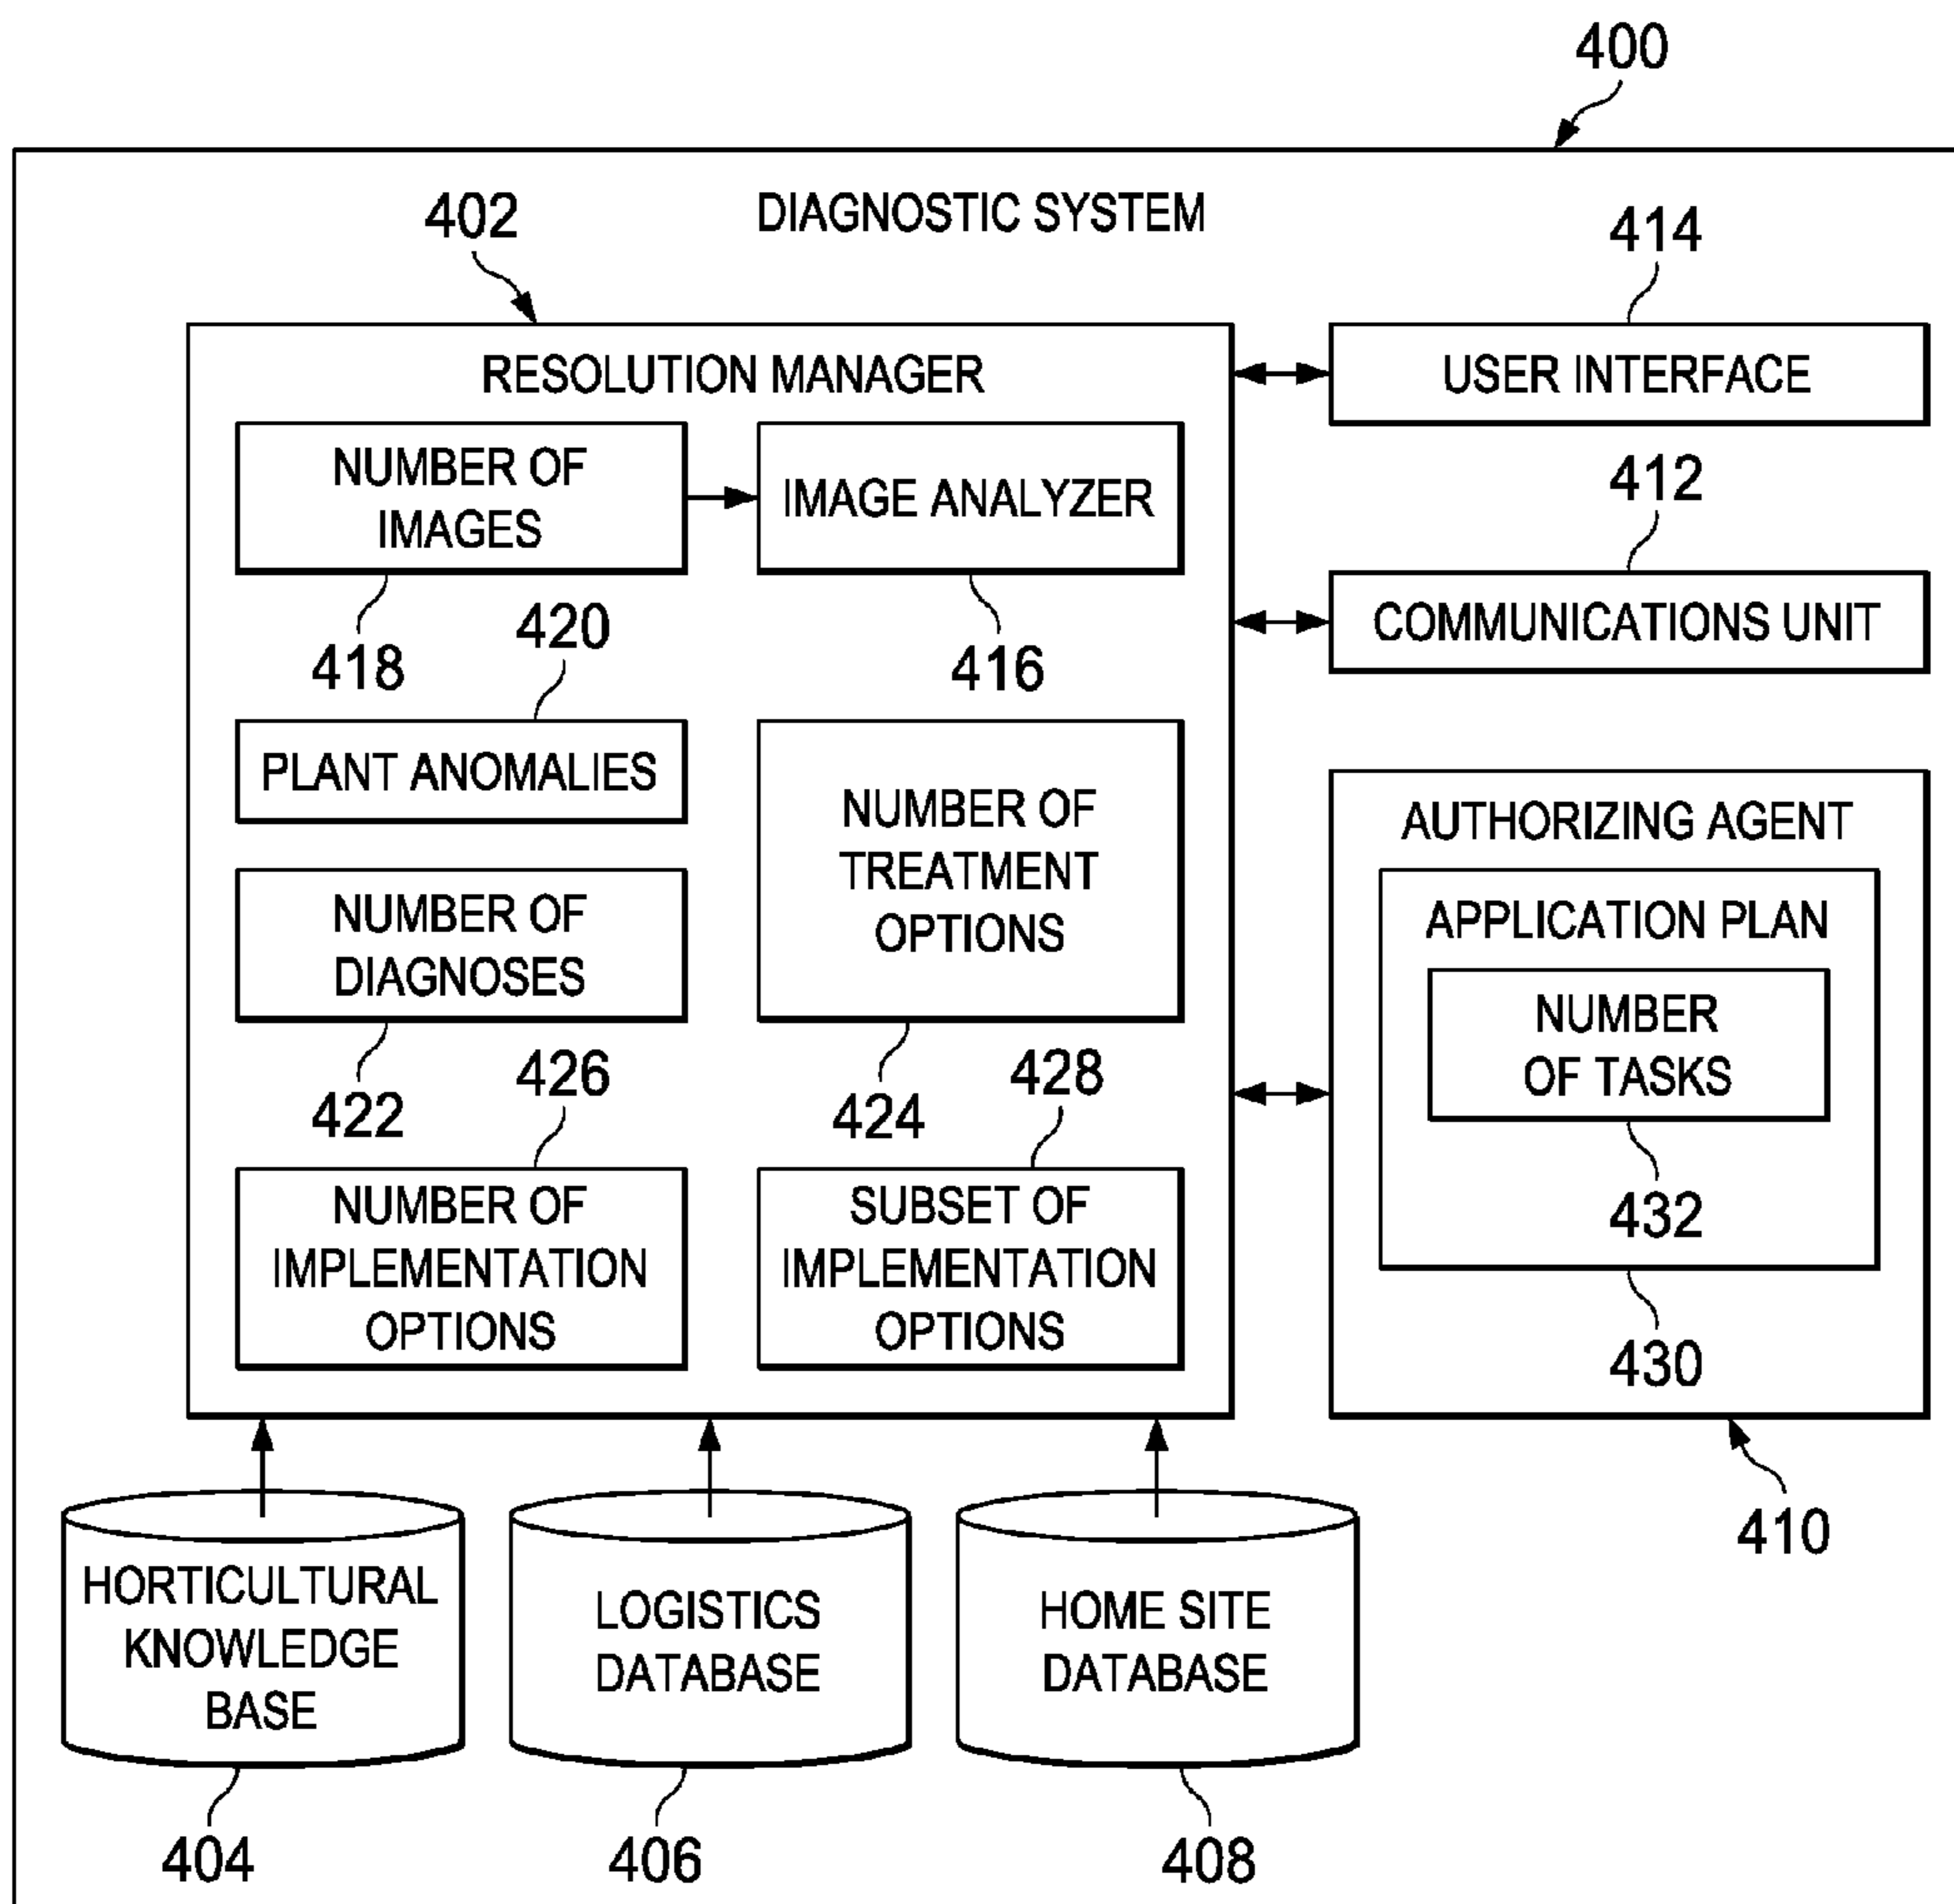 400
DIAGNOSTIC SYSTEM
402
414
RESOLUTION MANAGER
USER INTERFACE
NUMBER OF
IMAGES
IMAGE ANALYZER
412
418
420
416
COMMUNICATIONS UNIT
PLANT ANOMALIES
NUMBER OF
TREATMENT
OPTIONS
AUTHORIZING AGENT
NUMBER OF
DIAGNOSES
APPLICATION PLAN
NUMBER
OF TASKS
422
426
424
428
432
NUMBER OF
IMPLEMENTATION
OPTIONS
SUBSET OF
IMPLEMENTATION
OPTIONS
430
410
HORTICULTURAL
KNOWLEDGE
BASE
LOGISTICS
DATABASE
HOME SITE
DATABASE
404
406
408